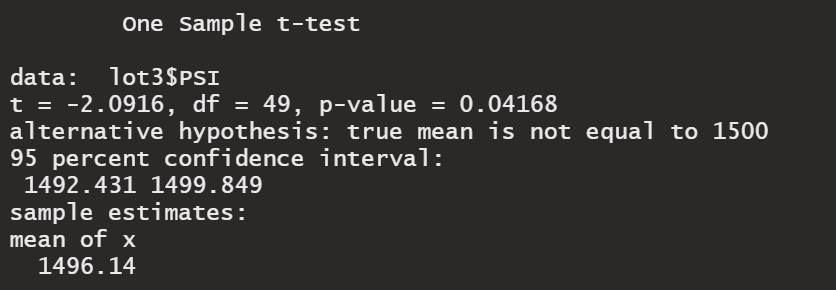 One Sample t-test
data: lot3$PSI
t = -2.0916, df = 49, p-value = 0.04168
alternative hypothesis: true mean is not equal to 1500
95 percent confidence interval:
1492.431 1499.849
sample estimates:
mean of x
1496.14